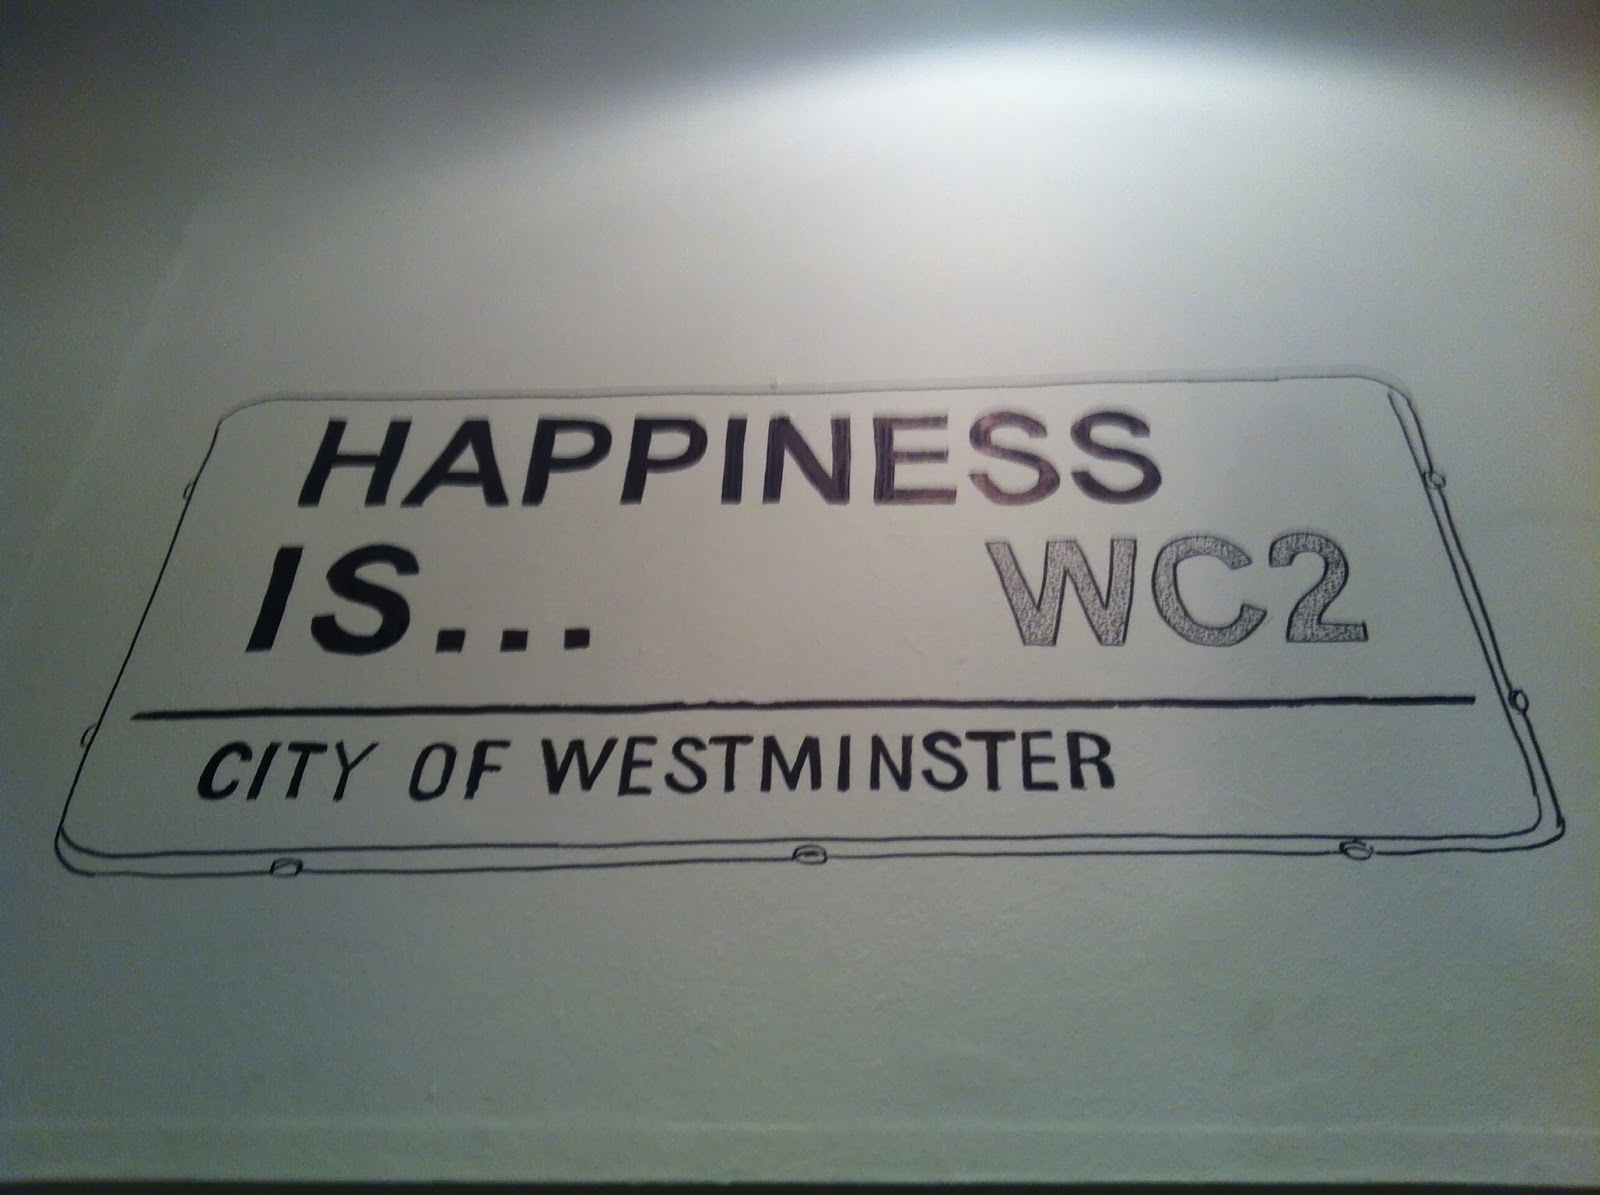 HAPPINESS
IS... WC2
CITY OF WESTMINSTER